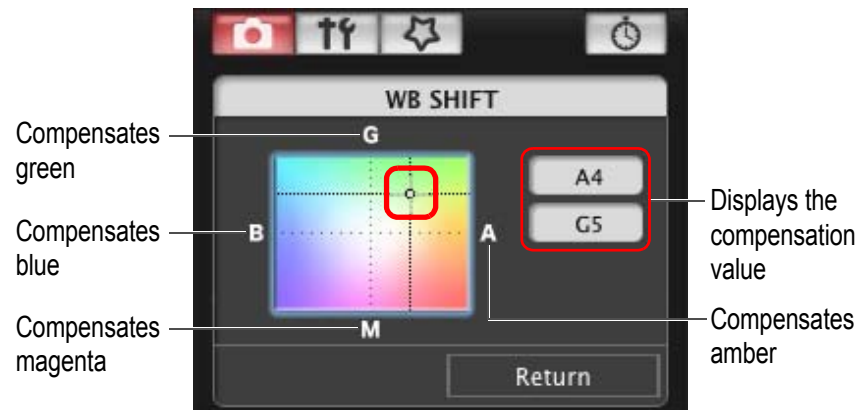 WB SHIFT
Compensates
green
G
A4
Displays the
compensation
value
Compensates
blue
B
A
G5
Compensates
magenta
M
Compensates
amber
Return